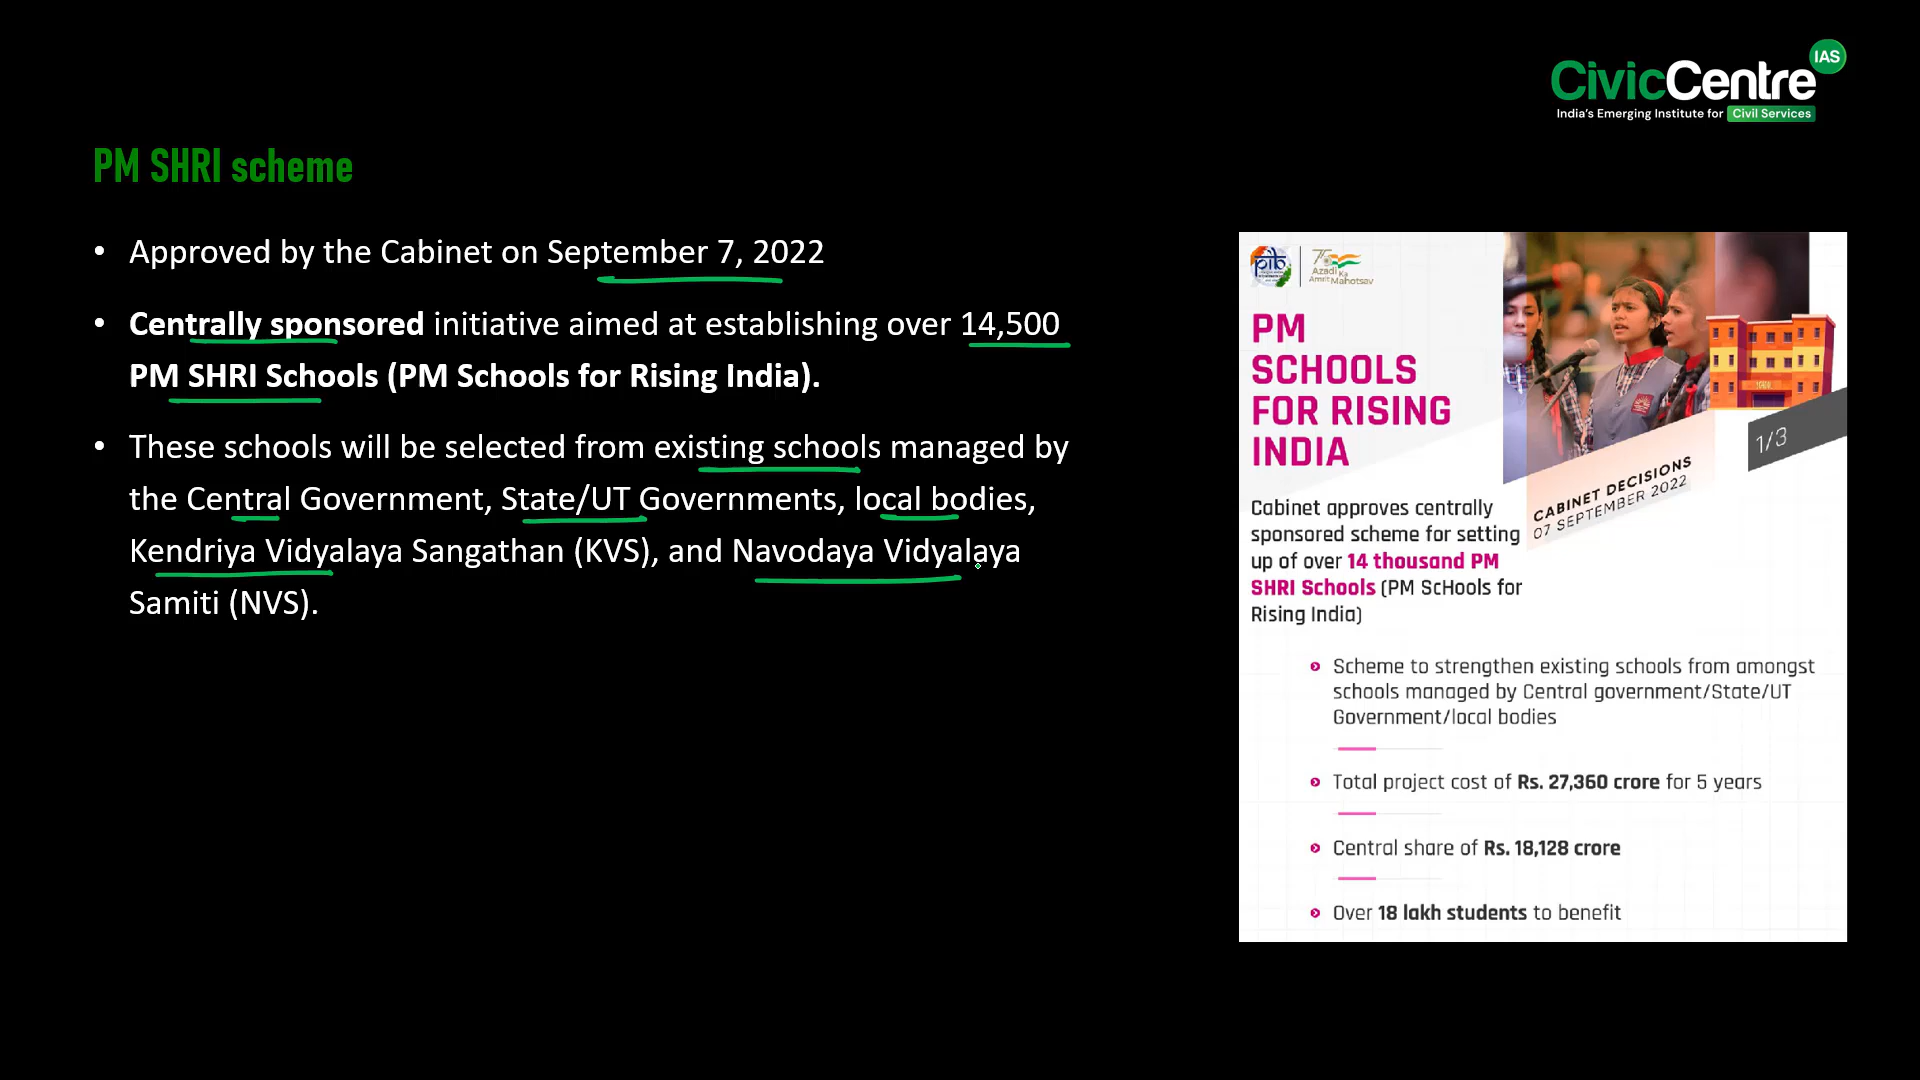 IAS
CivicCentre
India's Emerging Institute for Civil Services
PM SHRI scheme
• Approved by the Cabinet on September 7, 2022
• Centrally sponsored initiative aimed at establishing over 14,500
PM SHRI Schools (PM Schools for Rising India).
• These schools will be selected from existing schools managed by
the Central Government, State/UT Governments, local bodies,
Kendriya Vidyalaya Sangathan (KVS), and Navodaya Vidyalaya
Samiti (NVS).
pib
75
Azadi Ka
Amrit Mahotsav
PM
SCHOOLS
FOR RISING
INDIA
1/3
CABINET DECISIONS
07 SEPTEMBER 2022
Cabinet approves centrally
sponsored scheme for setting
up of over 14 thousand PM
SHRI Schools (PM ScHools for
Rising India)
Scheme to strengthen existing schools from amongst
schools managed by Central government/State/UT
Government/local bodies
Total project cost of Rs. 27,360 crore for 5 years
Central share of Rs. 18,128 crore
Over 18 lakh students to benefit